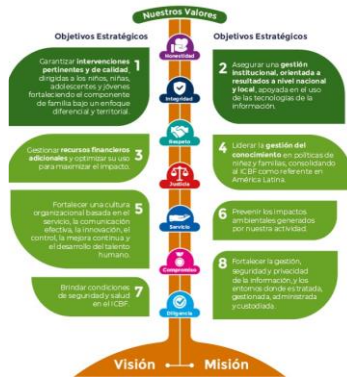 Nuestros Valores
Objetivos Estratégicos
Objetivos Estratégicos
1
Garantizar intervenciones
pertinentes y de calidad,
dirigidas a los niños, niñas,
adolescentes y jóvenes
fortaleciendo el componente
de familia bajo un enfoque
diferencial y territorial.
Honestidad
2
Asegurar una gestión
institucional, orientada a
resultados a nivel nacional
y local, apoyada en el uso
de las tecnologías de la
información.
Integridad
Respeto
3
Gestionar recursos financieros
adicionales y optimizar su uso
para maximizar el impacto.
4
Liderar la gestión del
conocimiento en políticas de
niñez y familias, consolidando
al ICBF como referente en
América Latina.
Justicia
5
Fortalecer una cultura
organizacional basada en el
servicio, la comunicación
efectiva, la innovación, el
control, la mejora continua y
el desarrollo del talento
humano.
Servicio
6
Prevenir los impactos
ambientales generados
por nuestra actividad.
Compromiso
7
Brindar condiciones
de seguridad y salud
en el ICBF.
8
Fortalecer la gestión,
seguridad y privacidad
de la información, y los
entornos donde es tratada,
gestionada, administrada
y custodiada.
Diligencia
Visión
Misión